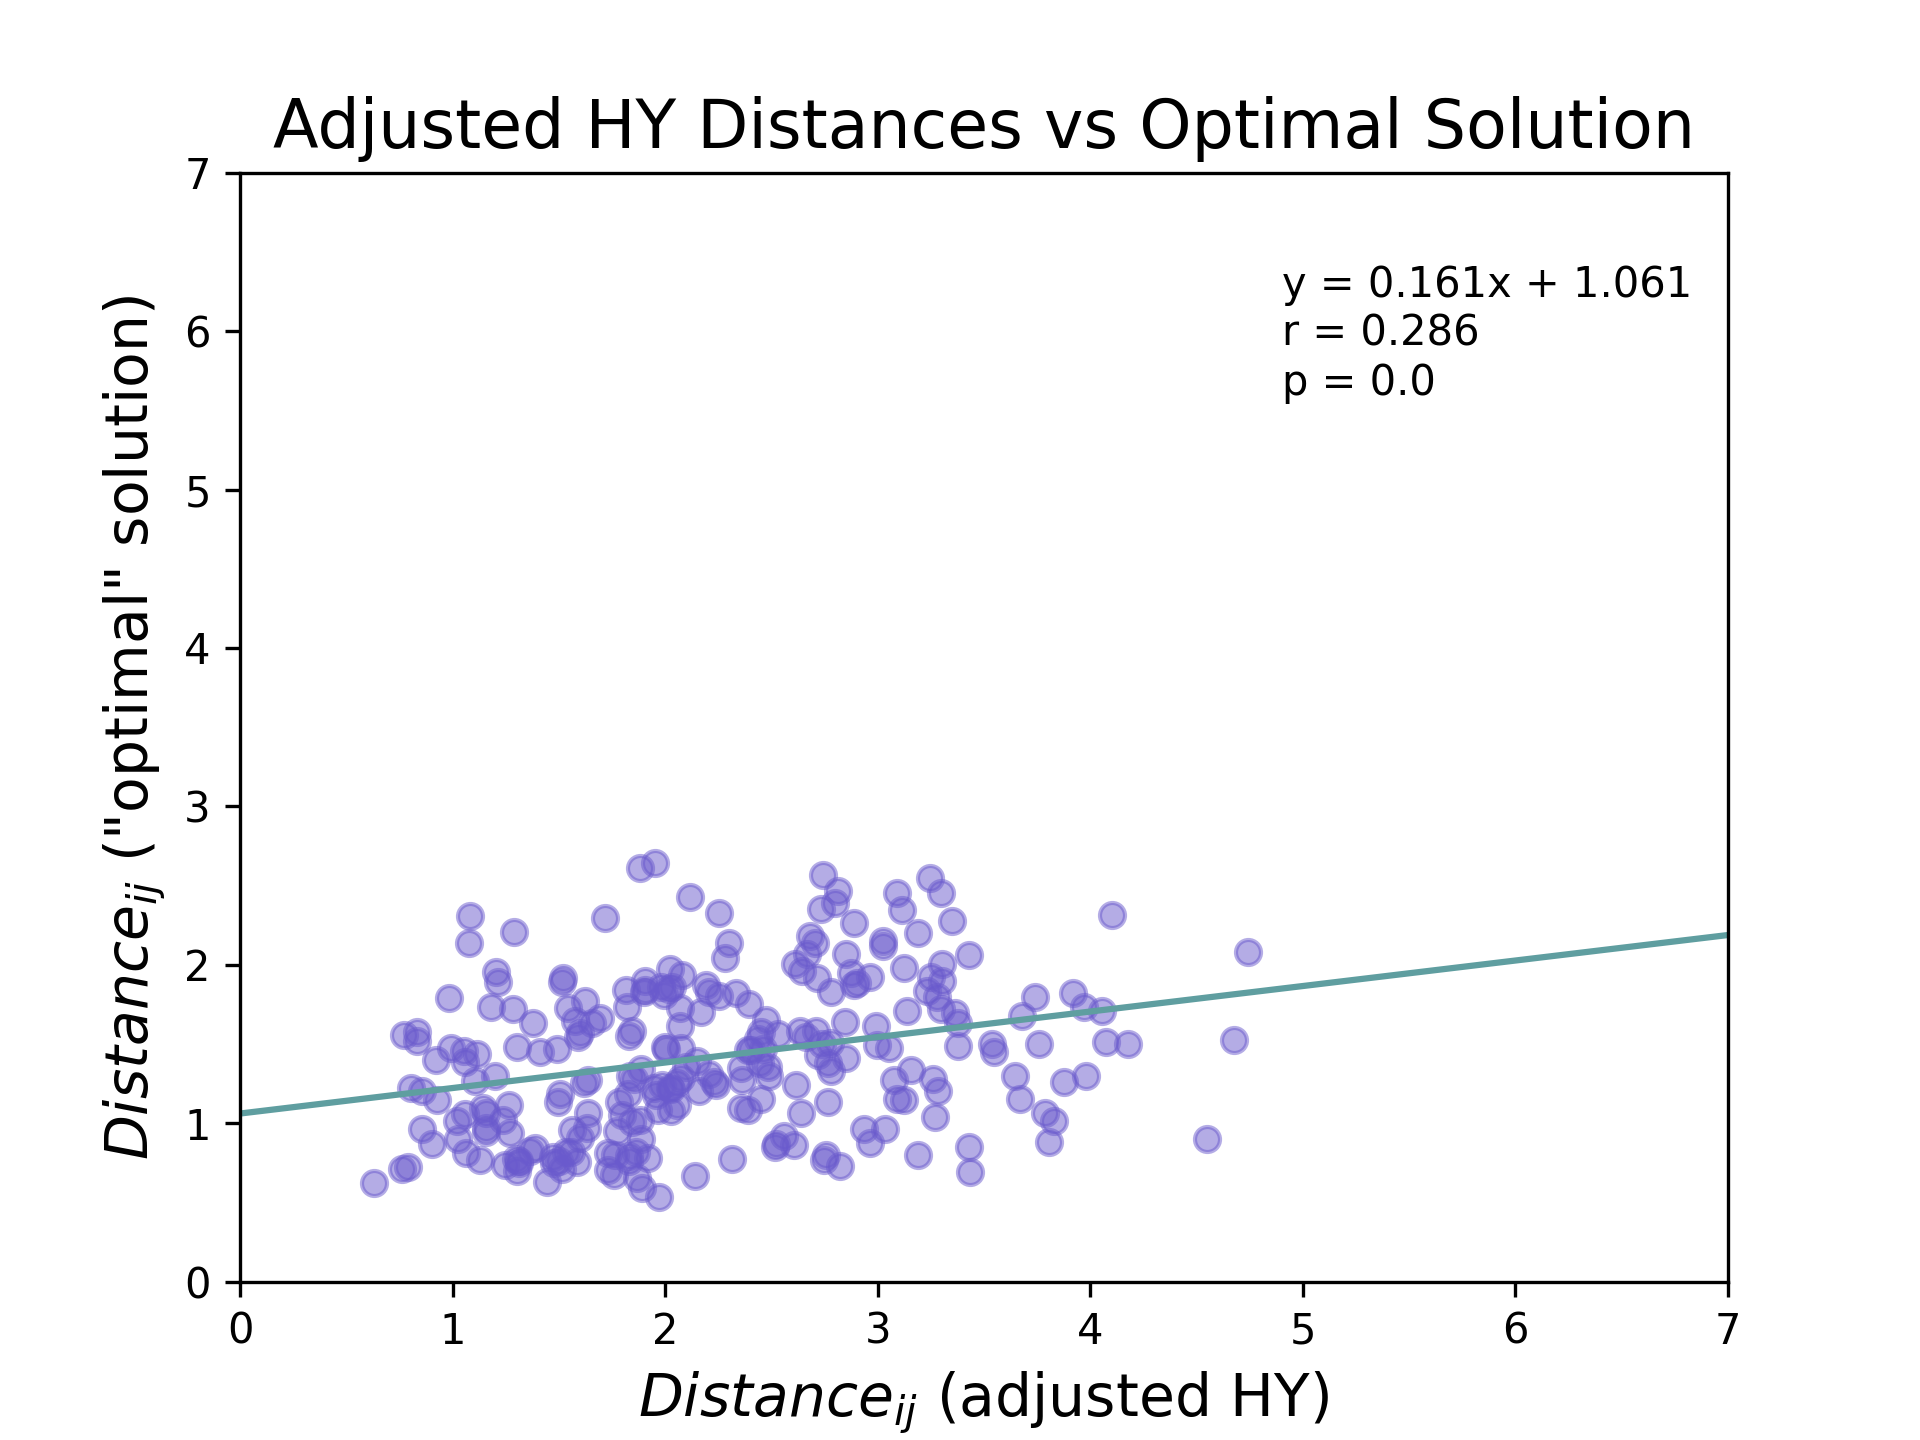 Adjusted HY Distances vs Optimal Solution
7
6
5
4
3
2
1
0
Distance_ij ("optimal" solution)
y = 0.161x + 1.061
r = 0.286
p = 0.0
0 1 2 3 4 5 6 7
Distance_ij (adjusted HY)